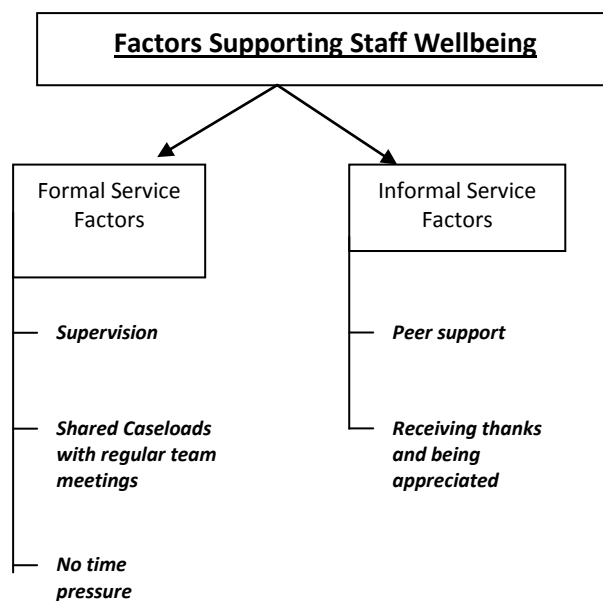 Factors Supporting Staff Wellbeing
Formal Service
Factors
Informal Service
Factors
Supervision
Shared Caseloads
with regular team
meetings
No time
pressure
Peer support
Receiving thanks
and being
appreciated